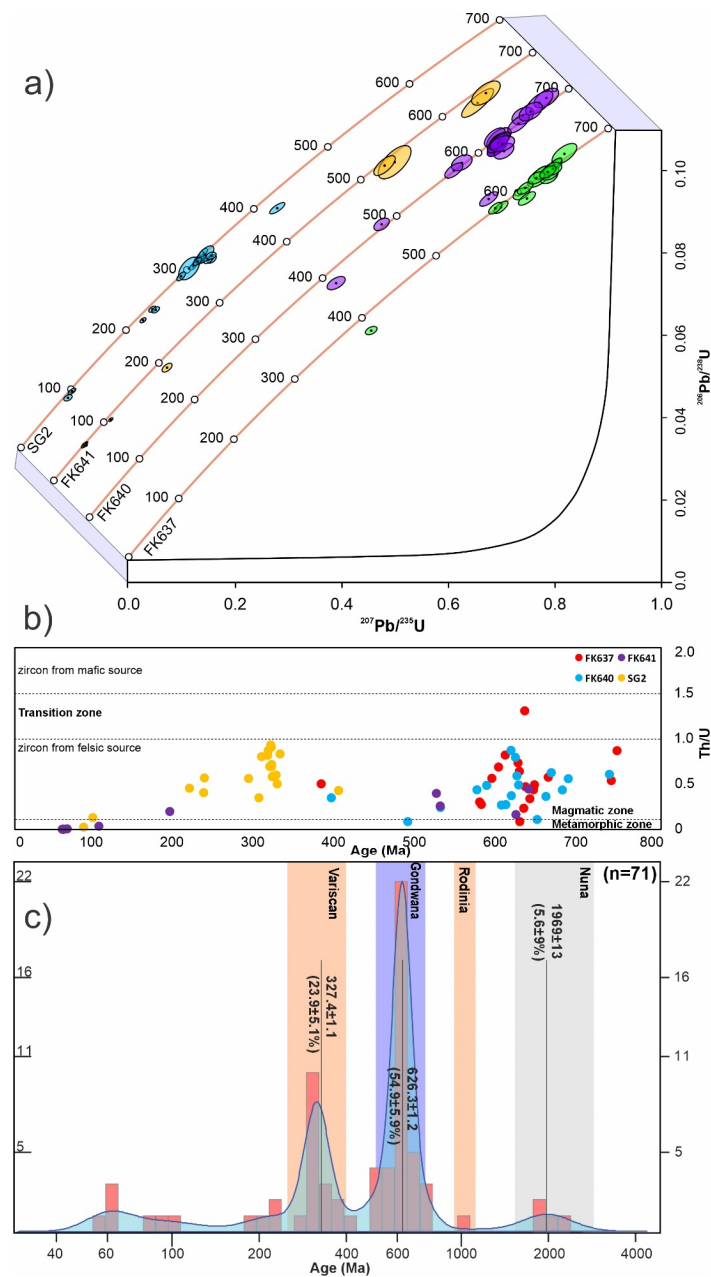 a)
700
600
500
400
300
200
100
SG2
700
600
500
400
300
200
100
FK641
700
600
500
400
300
200
100
FK640
700
600
500
400
300
200
100
FK637
0.10
0.08
0.06
0.04
0.02
0.0
206Pb/238U
0.0 0.2 0.4 0.6 0.8 1.0
207Pb/235U
b)
zircon from mafic source
Transition zone
zircon from felsic source
FK637 FK641
FK640 SG2
Magmatic zone
Metamorphic zone
2.0
1.5
1.0
0.5
0
Th/U
0 100 200 300 400 500 600 700 800
Age (Ma)
c)
(n=71)
Variscan
Gondwana
Rodinia
Nuna
327.4±1.1
(23.9±5.1%)
626.3±1.2
(54.9±5.9%)
1969±13
(5.6±9%)
22
16
11
5
22
16
11
5
40 60 100 200 400 600 1000 2000 4000
Age (Ma)